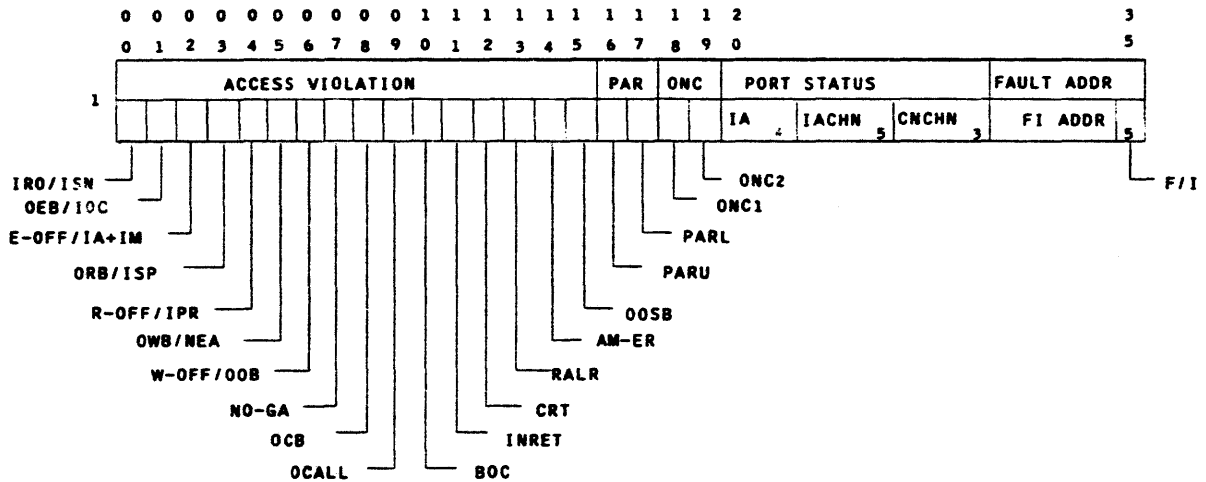 0 0 0 0 0 0 0 0 0 0 1 1 1 1 1 1 1 1 1 1 2 3
0 1 2 3 4 5 6 7 8 9 0 1 2 3 4 5 6 7 8 9 0 5
ACCESS VIOLATION PAR ONC PORT STATUS FAULT ADDR
1
IA 4 IACHN 5 CNCHN 3 FI ADDR 5
IRO/ISN ONC2 F/I
OEB/IOC ONC1
E-OFF/IA+IM PARL
ORB/ISP PARU
R-OFF/IPR OOSB
OWB/NEA AM-ER
W-OFF/OOB RALR
NO-GA CRT
OCB INRET
OCALL BOC